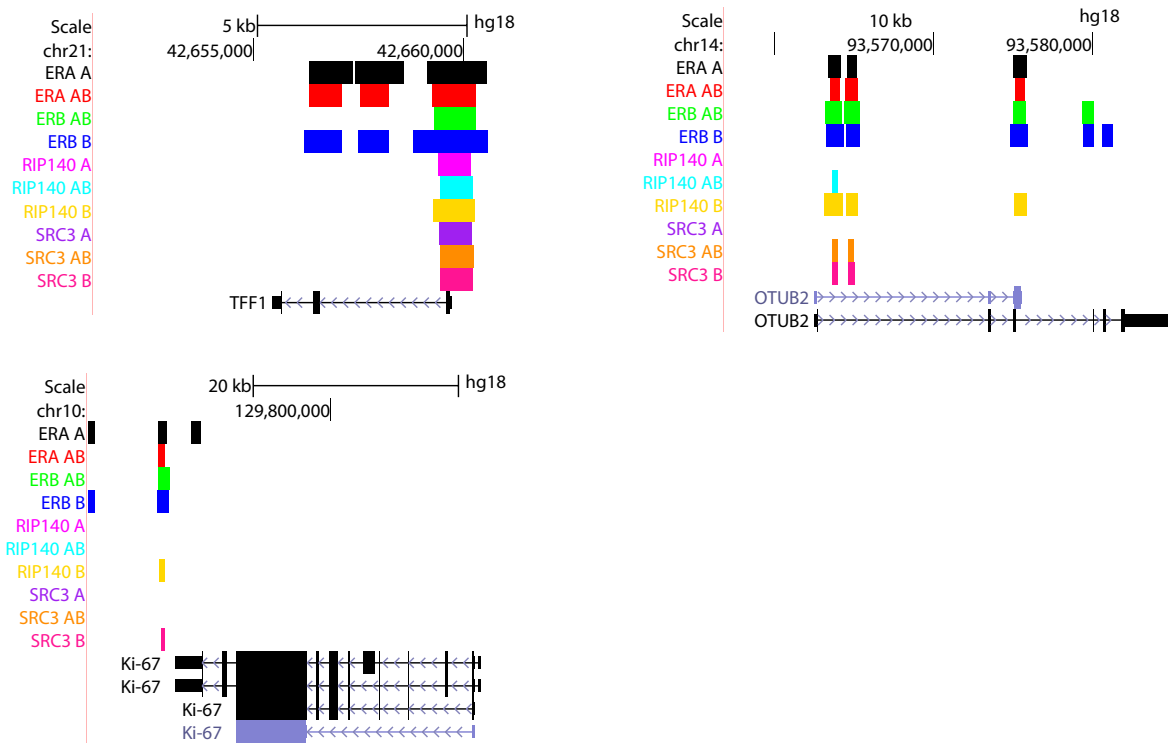 Scale 5 kb hg18
chr21: 42,655,000 42,660,000
ERA A
ERA AB
ERB AB
ERB B
RIP140 A
RIP140 AB
RIP140 B
SRC3 A
SRC3 AB
SRC3 B
TFF1
Scale 10 kb hg18
chr14: 93,570,000 93,580,000
ERA A
ERA AB
ERB AB
ERB B
RIP140 A
RIP140 AB
RIP140 B
SRC3 A
SRC3 AB
SRC3 B
OTUB2
OTUB2
Scale 20 kb hg18
chr10: 129,800,000
ERA A
ERA AB
ERB AB
ERB B
RIP140 A
RIP140 AB
RIP140 B
SRC3 A
SRC3 AB
SRC3 B
Ki-67
Ki-67
Ki-67
Ki-67